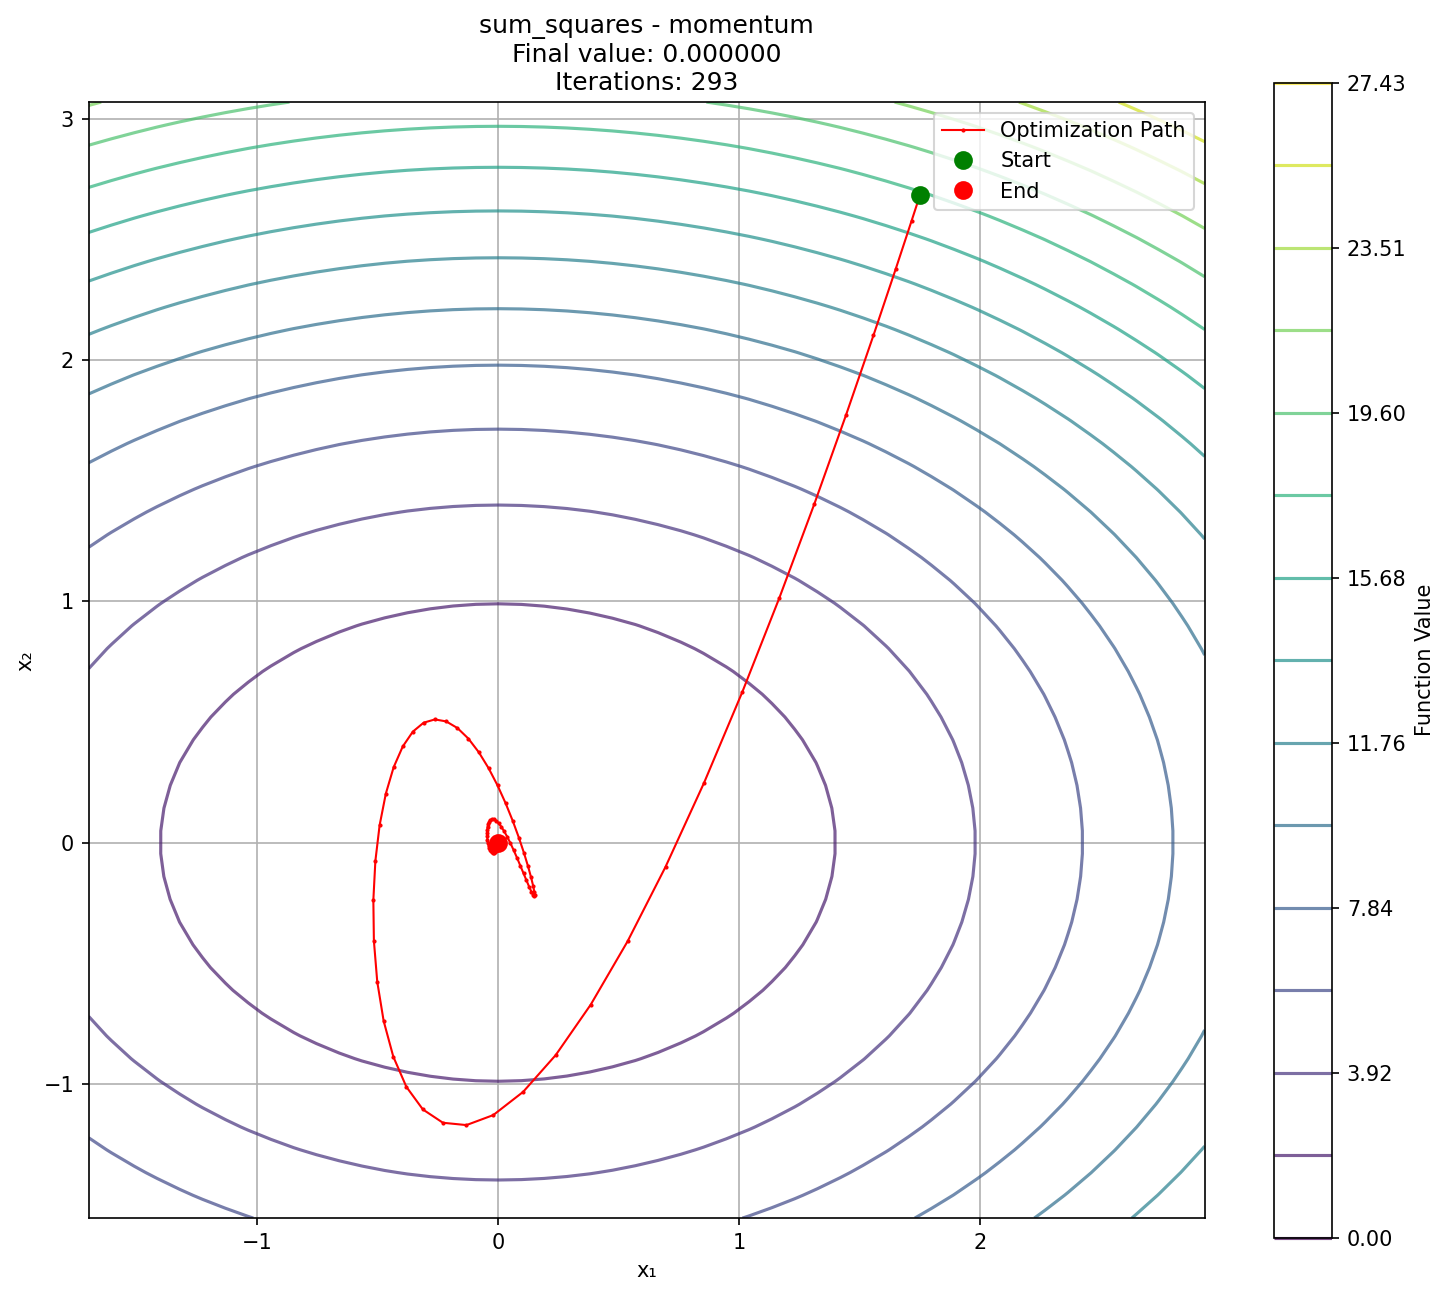 sum_squares - momentum
Final value: 0.000000
Iterations: 293
Optimization Path
Start
End
3
2
1
0
−1
−1
0
1
2
x₁
x₂
27.43
23.51
19.60
15.68
11.76
7.84
3.92
0.00
Function Value